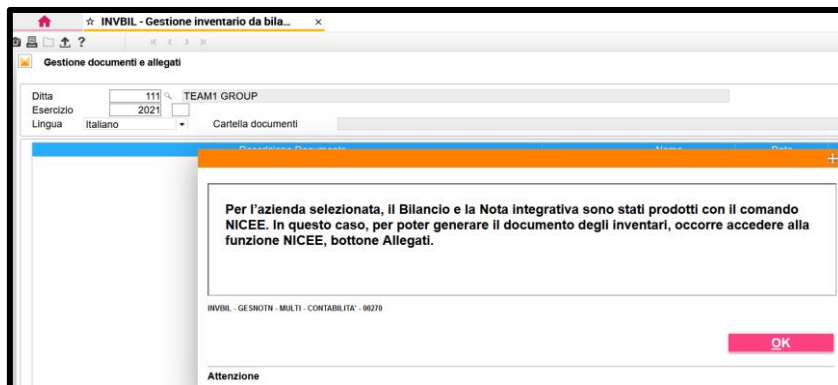 INVBIL - Gestione inventario da bila... ×
?
Gestione documenti e allegati
Ditta 111 TEAM1 GROUP
Esercizio 2021
Lingua Italiano Cartella documenti
Descrizione Documento Nome Data
Per l'azienda selezionata, il Bilancio e la Nota integrativa sono stati prodotti con il comando
NICEE. In questo caso, per poter generare il documento degli inventari, occorre accedere alla
funzione NICEE, bottone Allegati.
INVBIL - GESNOTN - MULTI - CONTABILITA' - 00270
OK
Attenzione